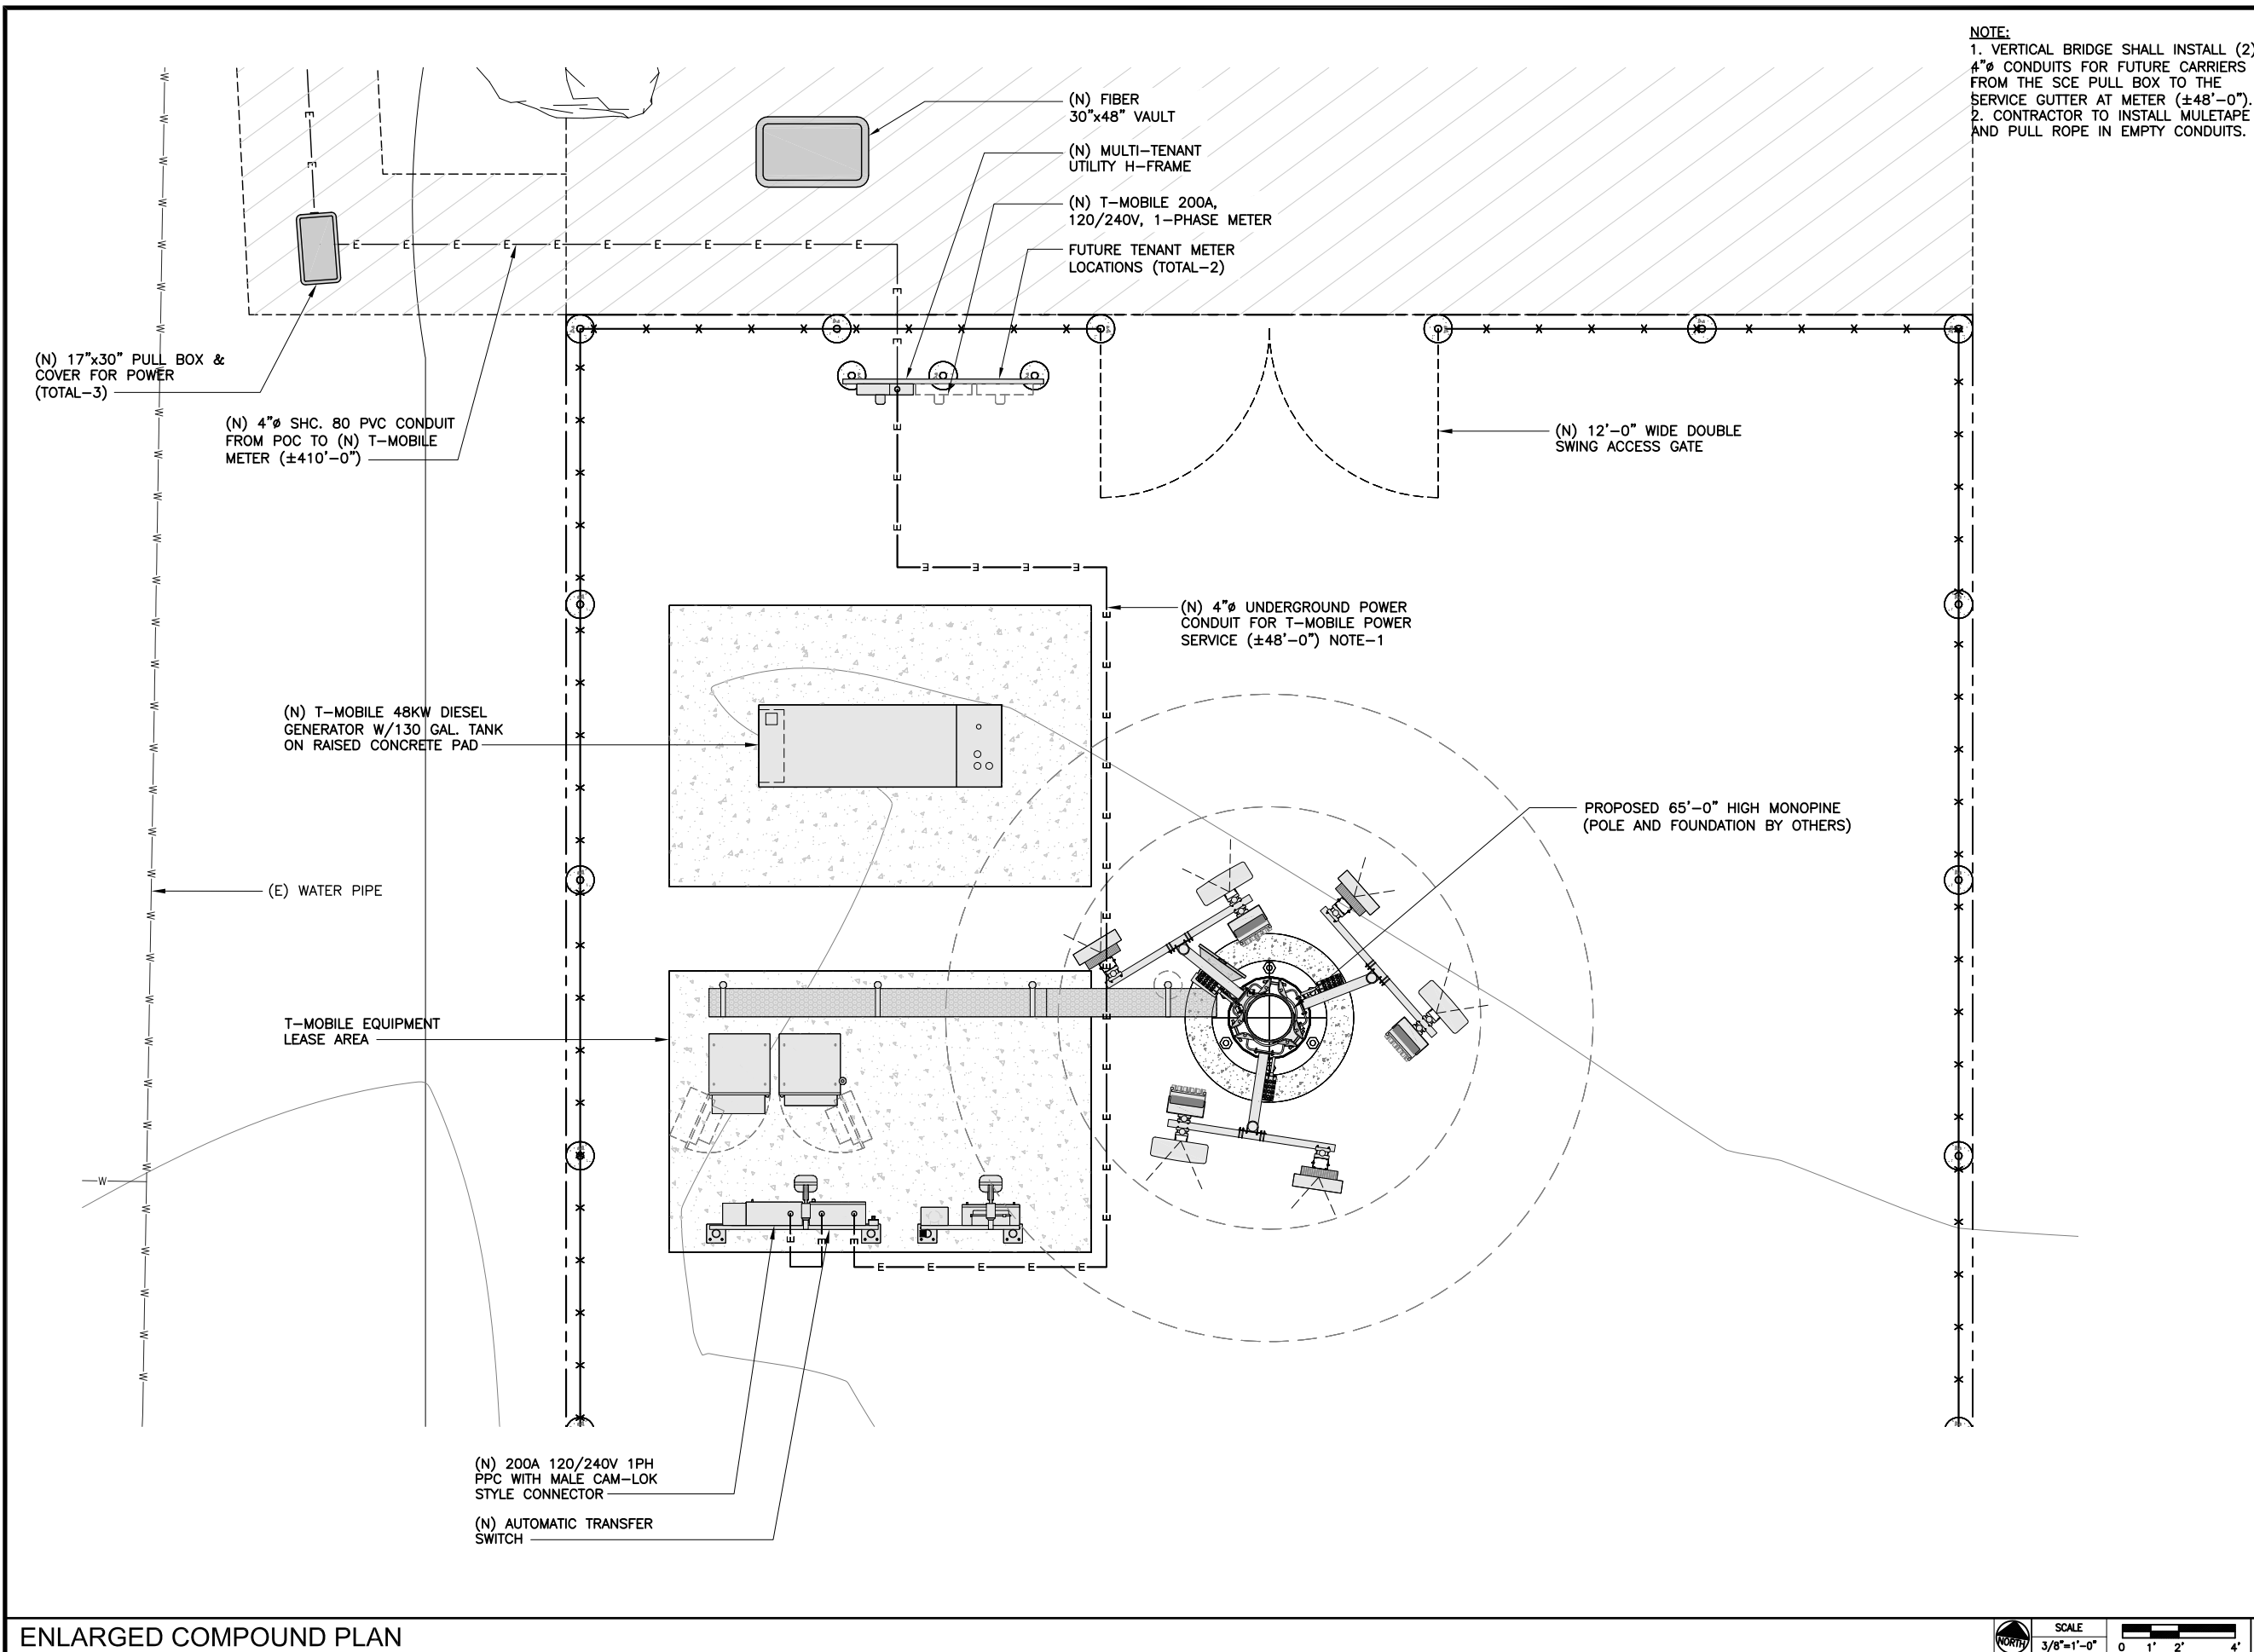 NOTE:
1. VERTICAL BRIDGE SHALL INSTALL (2)
4"ø CONDUITS FOR FUTURE CARRIERS
FROM THE SCE PULL BOX TO THE
SERVICE GUTTER AT METER (±48'-0").
2. CONTRACTOR TO INSTALL MULETAPE
AND PULL ROPE IN EMPTY CONDUITS.
(N) FIBER
30"x48" VAULT
(N) MULTI-TENANT
UTILITY H-FRAME
(N) T-MOBILE 200A,
120/240V, 1-PHASE METER
FUTURE TENANT METER
LOCATIONS (TOTAL-2)
(N) 17"x30" PULL BOX &
COVER FOR POWER
(TOTAL-3)
(N) 4"ø SHC. 80 PVC CONDUIT
FROM POC TO (N) T-MOBILE
METER (±410'-0")
(N) 12'-0" WIDE DOUBLE
SWING ACCESS GATE
(N) 4"ø UNDERGROUND POWER
CONDUIT FOR T-MOBILE POWER
SERVICE (±48'-0") NOTE-1
(N) T-MOBILE 48KW DIESEL
GENERATOR W/130 GAL. TANK
ON RAISED CONCRETE PAD
PROPOSED 65'-0" HIGH MONOPINE
(POLE AND FOUNDATION BY OTHERS)
(E) WATER PIPE
T-MOBILE EQUIPMENT
LEASE AREA
(N) 200A 120/240V 1PH
PPC WITH MALE CAM-LOK
STYLE CONNECTOR
(N) AUTOMATIC TRANSFER
SWITCH
ENLARGED COMPOUND PLAN
NORTH
SCALE
3/8"=1'-0"
0 1' 2' 4'